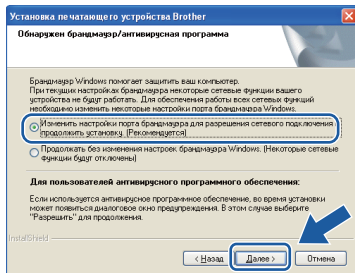 Установка печатающего устройства Brother
Обнаружен брандмауэр/антивирусная программа
Брандмауэр Windows помогает защитить ваш компьютер.
При текущих настройках брандмауэра некоторые сетевые функции вашего
устройства не будут работать. Для обеспечения работы всех сетевых функций
необходимо изменить некоторые настройки порта брандмауэра Windows.
Изменить настройки порта брандмауэра для разрешения сетевого подключения
и продолжить установку. (Рекомендуется)
Продолжать без изменения настроек брандмауэра Windows. (Некоторые сетевые
функции будут отключены)
Для пользователей антивирусного программного обеспечения:
Если используется антивирусное программное обеспечение, во время установки
может появиться диалоговое окно предупреждения. В этом случае выберите
"Разрешить" для продолжения.
InstallShield
< Назад Далее > Отмена